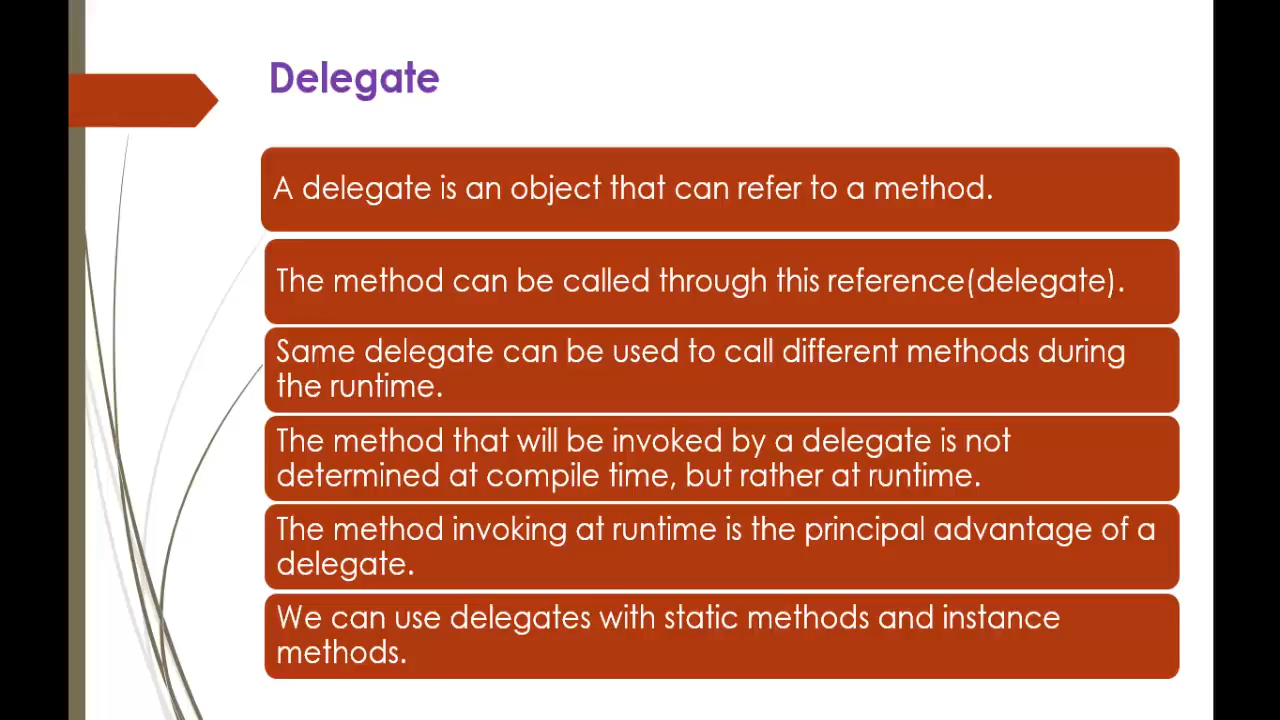 Delegate
A delegate is an object that can refer to a method.
The method can be called through this reference(delegate).
Same delegate can be used to call different methods during
the runtime.
The method that will be invoked by a delegate is not
determined at compile time, but rather at runtime.
The method invoking at runtime is the principal advantage of a
delegate.
We can use delegates with static methods and instance
methods.